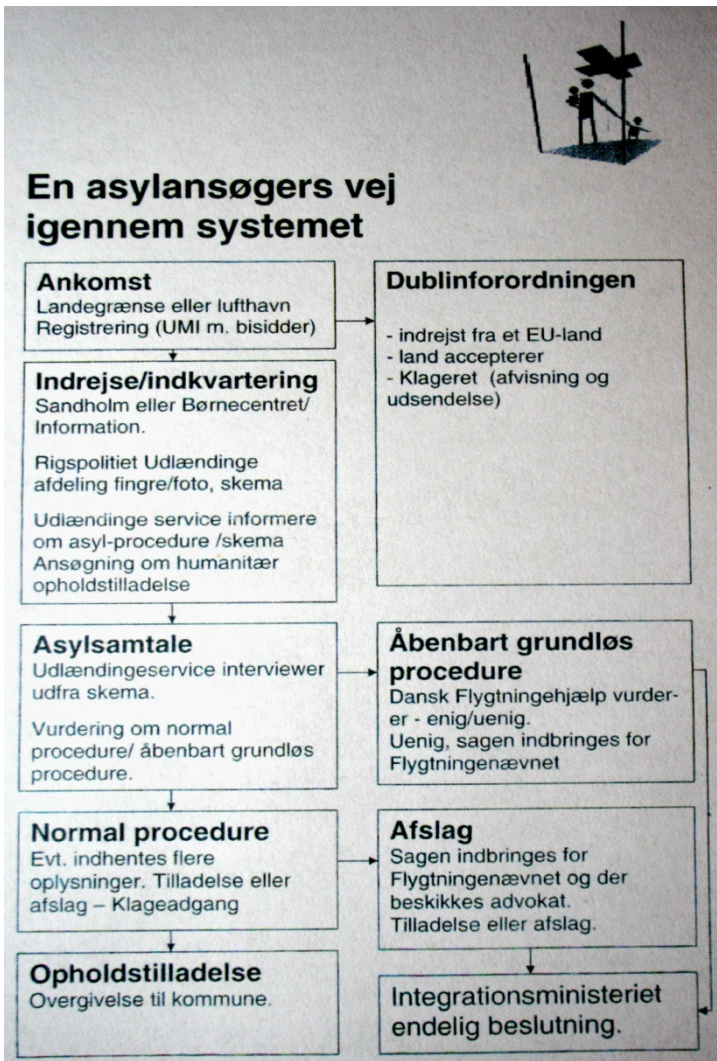 En asylansøgers vej
igennem systemet
Ankomst
Landegrænse eller lufthavn
Registrering (UMI m. bisidder)
Dublinforordningen
- indrejst fra et EU-land
- land accepterer
- Klageret (afvisning og
udsendelse)
Indrejse/indkvartering
Sandholm eller Børnecentret/
Information.
Rigspolitiet Udlændinge
afdeling fingre/foto, skema
Udlændinge service informere
om asyl-procedure /skema
Ansøgning om humanitær
opholdstilladelse
Asylsamtale
Udlændingeservice interviewer
udfra skema.
Vurdering om normal
procedure/ åbenbart grundløs
procedure.
Åbenbart grundløs
procedure
Dansk Flygtningehjælp vurder-
er - enig/uenig.
Uenig, sagen indbringes for
Flygtningenævnet
Normal procedure
Evt. indhentes flere
oplysninger. Tilladelse eller
afslag – Klageadgang
Afslag
Sagen indbringes for
Flygtningenævnet og der
beskikkes advokat.
Tilladelse eller afslag.
Opholdstilladelse
Overgivelse til kommune.
Integrationsministeriet
endelig beslutning.